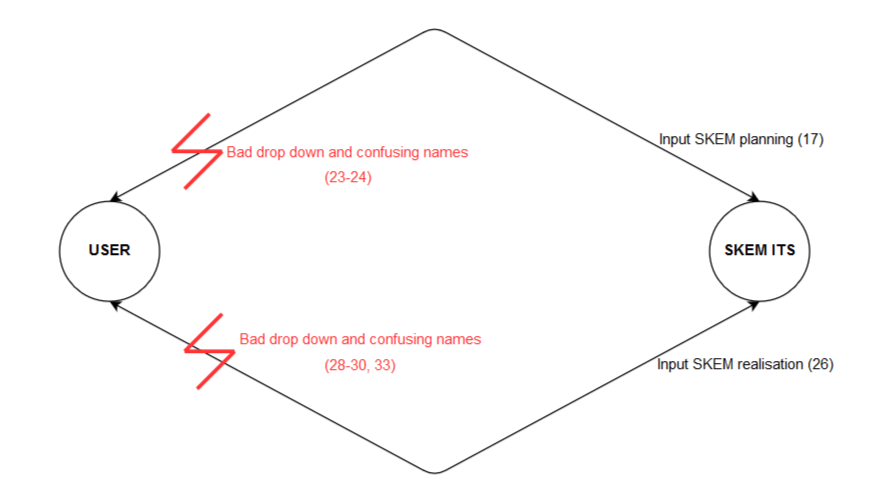 Input SKEM planning (17)
Bad drop down and confusing names
(23-24)
USER
SKEM ITS
Bad drop down and confusing names
(28-30, 33)
Input SKEM realisation (26)